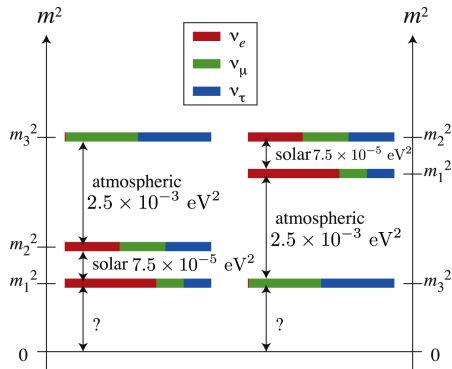 m² m²
ν_e
ν_μ
ν_τ
m₃² m₂²
solar 7.5 × 10⁻⁵ eV²
m₁²
atmospheric
2.5 × 10⁻³ eV²
atmospheric
2.5 × 10⁻³ eV²
m₂²
solar 7.5 × 10⁻⁵ eV²
m₁² m₃²
? ?
0 0